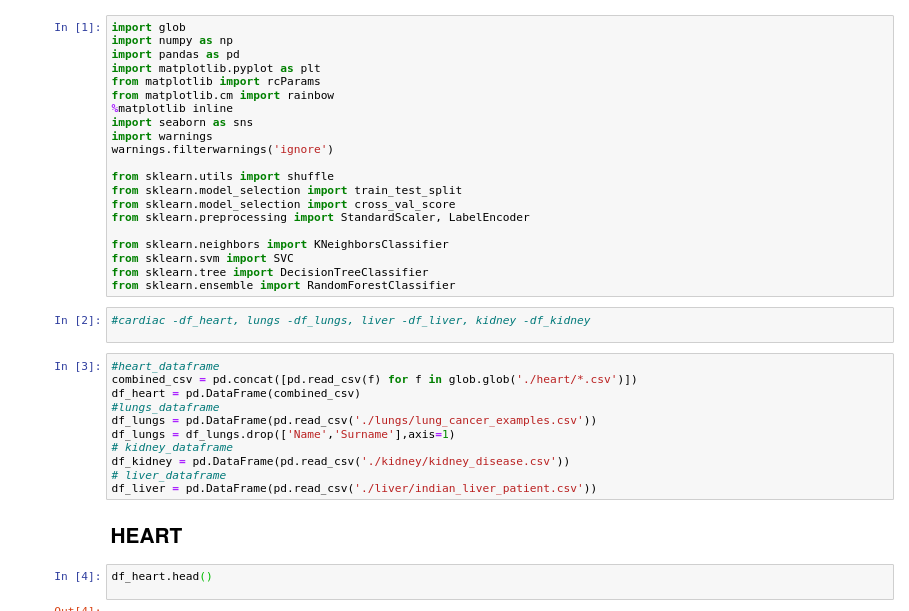 In [1]:
import glob
import numpy as np
import pandas as pd
import matplotlib.pyplot as plt
from matplotlib import rcParams
from matplotlib.cm import rainbow
%matplotlib inline
import seaborn as sns
import warnings
warnings.filterwarnings('ignore')
from sklearn.utils import shuffle
from sklearn.model_selection import train_test_split
from sklearn.model_selection import cross_val_score
from sklearn.preprocessing import StandardScaler, LabelEncoder
from sklearn.neighbors import KNeighborsClassifier
from sklearn.svm import SVC
from sklearn.tree import DecisionTreeClassifier
from sklearn.ensemble import RandomForestClassifier
In [2]:
#cardiac -df_heart, lungs -df_lungs, liver -df_liver, kidney -df_kidney
In [3]:
#heart_dataframe
combined_csv = pd.concat([pd.read_csv(f) for f in glob.glob('./heart/*.csv')])
df_heart = pd.DataFrame(combined_csv)
#lungs_dataframe
df_lungs = pd.DataFrame(pd.read_csv('./lungs/lung_cancer_examples.csv'))
df_lungs = df_lungs.drop(['Name','Surname'],axis=1)
# kidney_dataframe
df_kidney = pd.DataFrame(pd.read_csv('./kidney/kidney_disease.csv'))
# liver_dataframe
df_liver = pd.DataFrame(pd.read_csv('./liver/indian_liver_patient.csv'))
HEART
In [4]:
df_heart.head()
Out[4]: